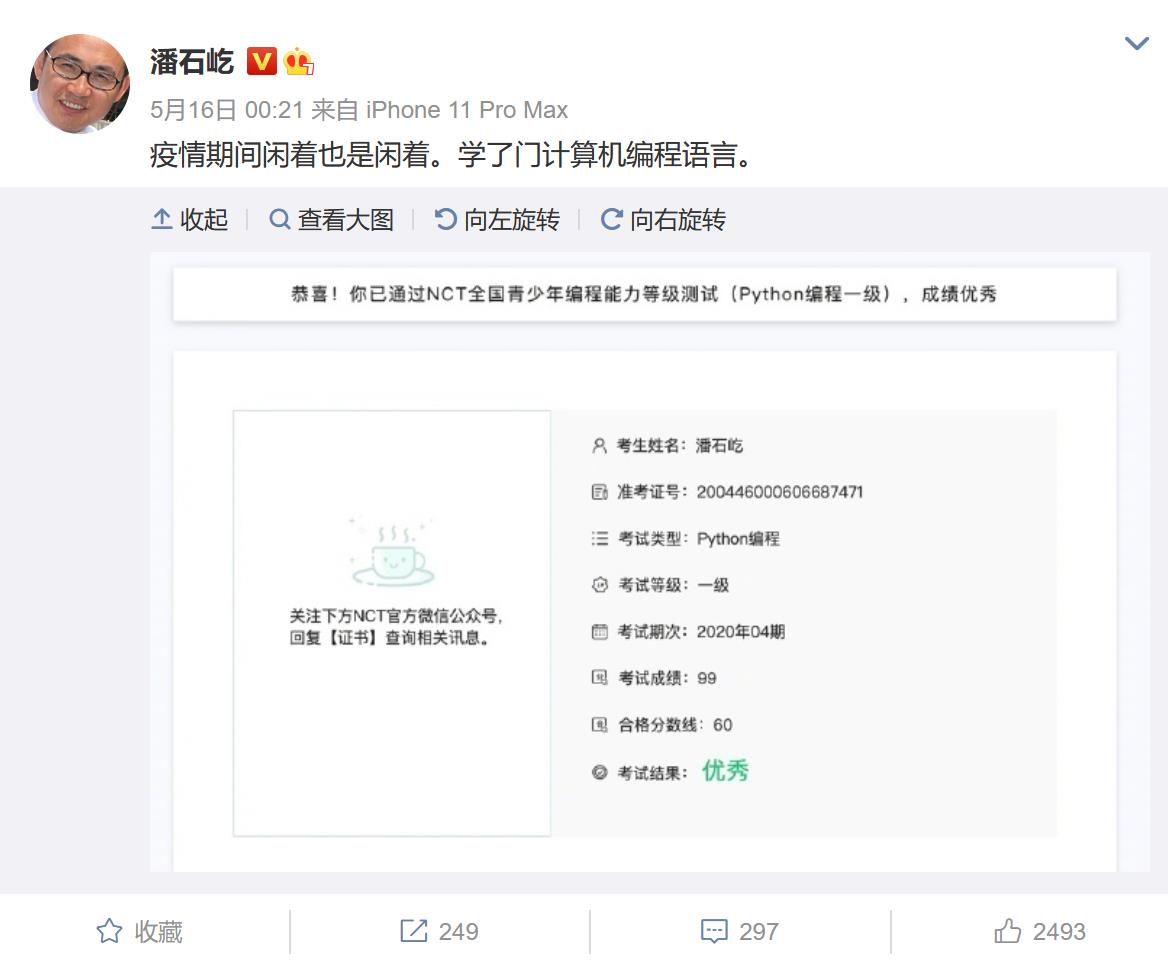 潘石屹
5月16日 00:21 来自 iPhone 11 Pro Max
疫情期间闲着也是闲着。学了门计算机编程语言。
收起 查看大图 向左旋转 向右旋转
恭喜！你已通过NCT全国青少年编程能力等级测试（Python编程一级），成绩优秀
考生姓名：潘石屹
准考证号：200446000606687471
考试类型：Python编程
考试等级：一级
考试期次：2020年04期
考试成绩：99
合格分数线：60
考试结果：优秀
关注下方NCT官方微信公众号，
回复【证书】查询相关讯息。
收藏 249 297 2493